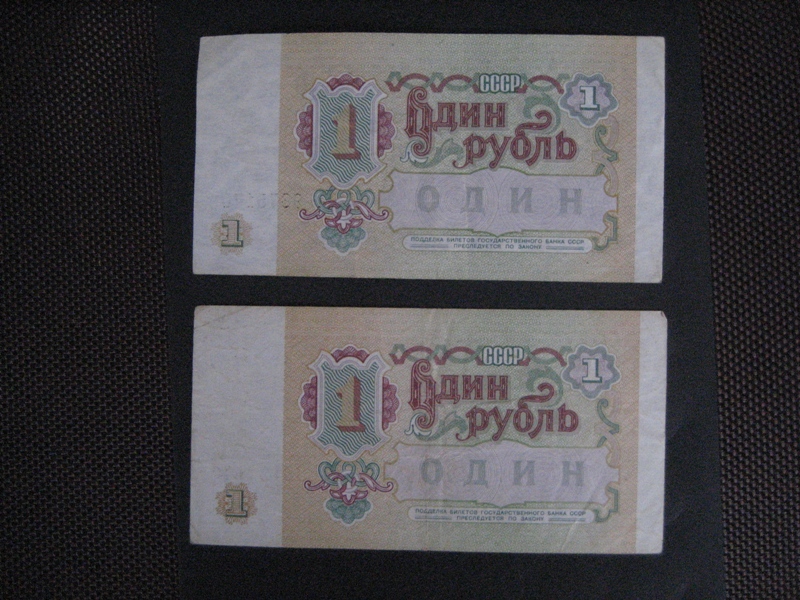 СССР
1
1
Один
рубль
ОДИН
1
ПОДДЕЛКА БИЛЕТОВ ГОСУДАРСТВЕННОГО БАНКА СССР
ПРЕСЛЕДУЕТСЯ ПО ЗАКОНУ
СССР
1
1
Один
рубль
ОДИН
1
ПОДДЕЛКА БИЛЕТОВ ГОСУДАРСТВЕННОГО БАНКА СССР
ПРЕСЛЕДУЕТСЯ ПО ЗАКОНУ